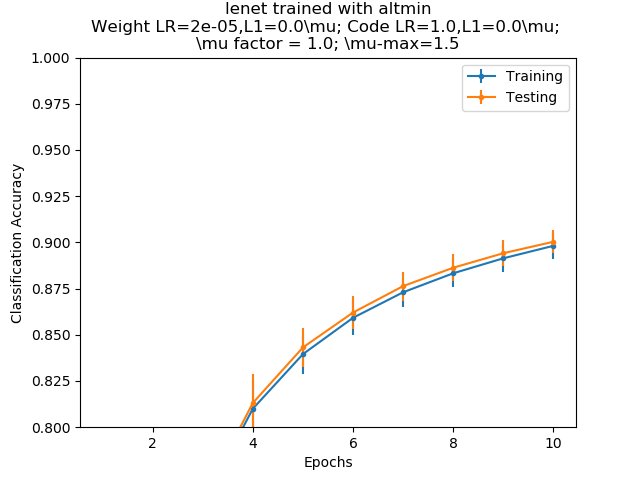 lenet trained with altmin
Weight LR=2e-05,L1=0.0\mu; Code LR=1.0,L1=0.0\mu;
\mu factor = 1.0; \mu-max=1.5
Training
Testing
1.000
0.975
0.950
0.925
0.900
0.875
0.850
0.825
0.800
Classification Accuracy
2 4 6 8 10
Epochs